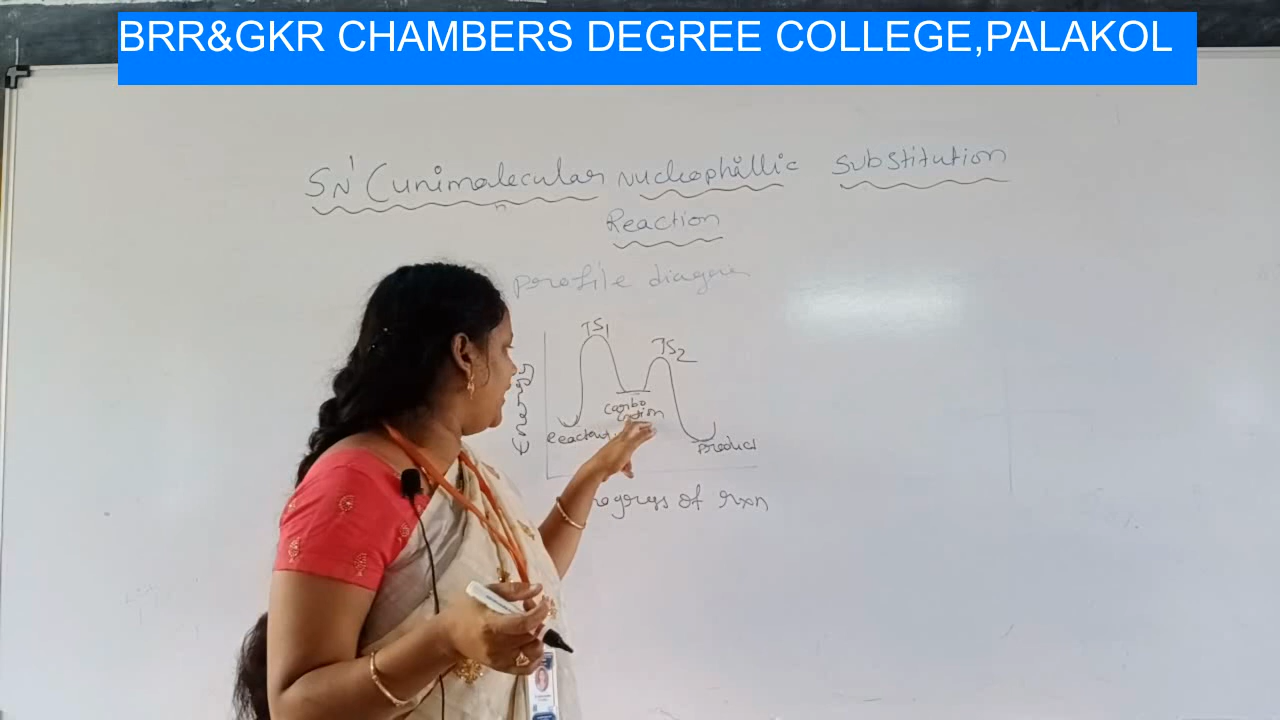 BRR&GKR CHAMBERS DEGREE COLLEGE,PALAKOL
SN1 (unimolecular nucleophillic substitution
Reaction
profile diagram
TS1
TS2
Energy
carbo
cation
Reactant
Product
rogress of rxn